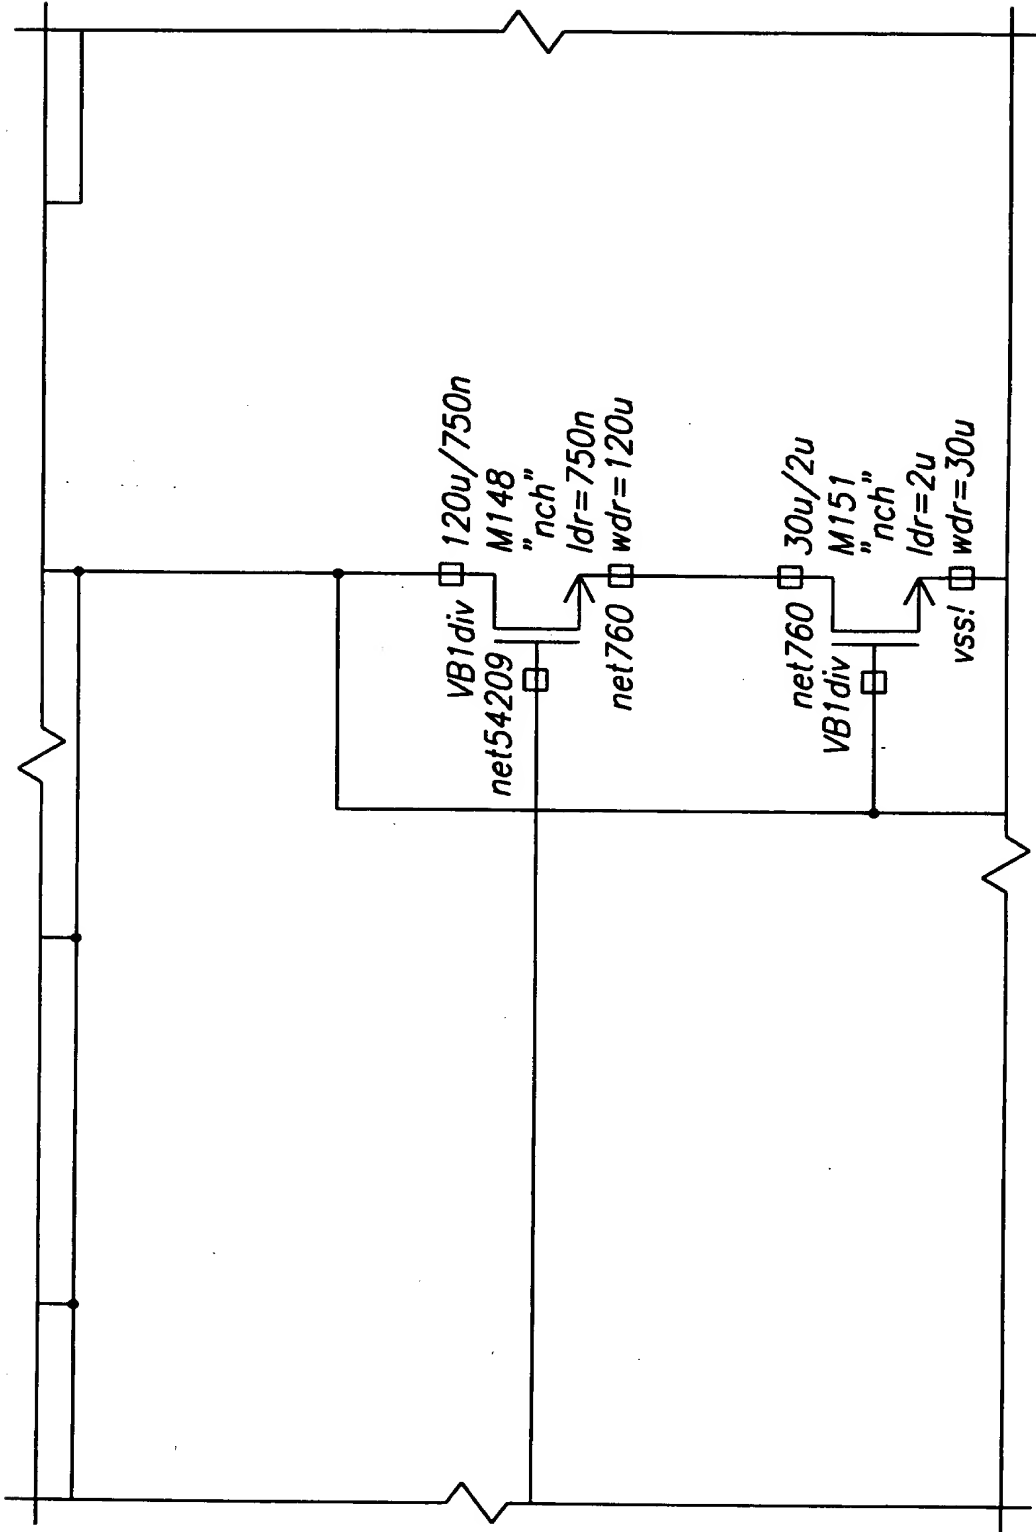 VB1div
120u/750n
M148
"nch"
ldr=750n
wdr=120u
net54209
net760
net760
30u/2u
M151
"nch"
ldr=2u
wdr=30u
VB1div
vss!